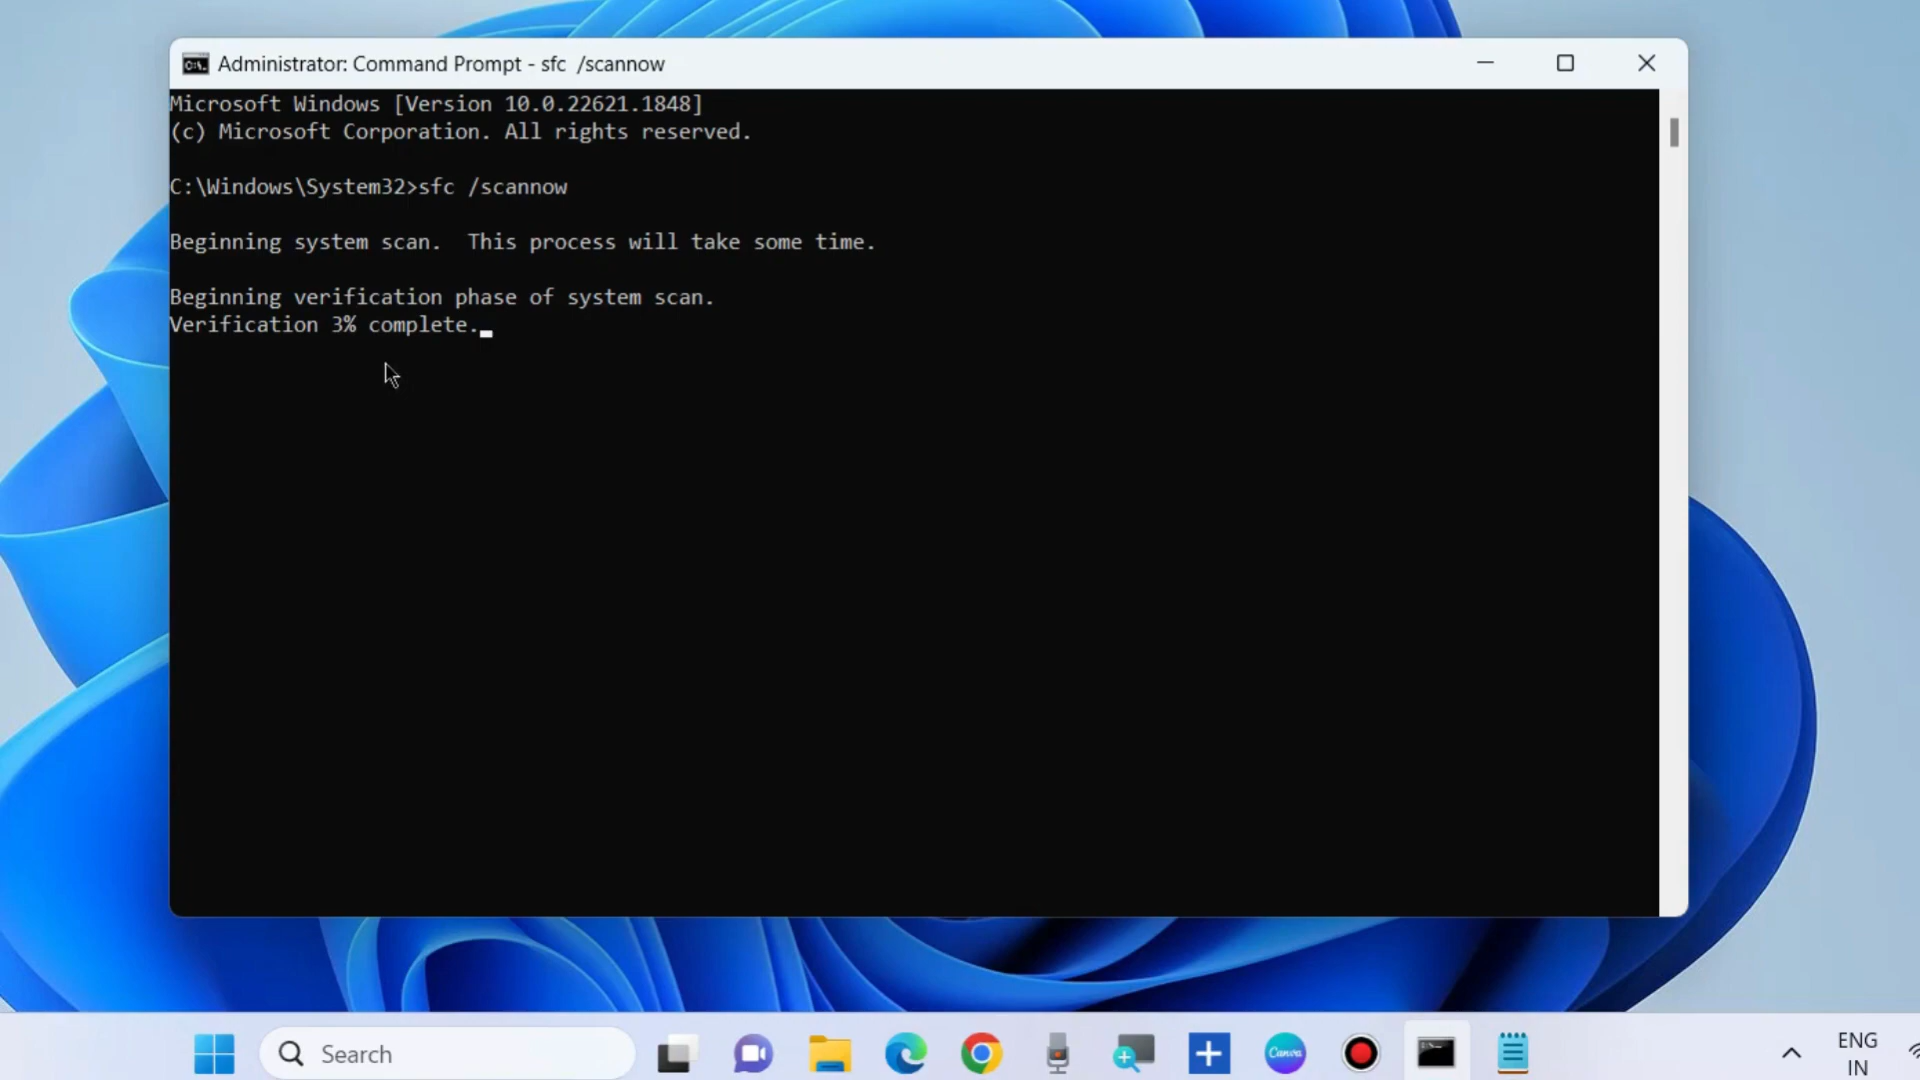 Administrator: Command Prompt - sfc  /scannow
Microsoft Windows [Version 10.0.22621.1848]
(c) Microsoft Corporation. All rights reserved.
C:\Windows\System32>sfc /scannow
Beginning system scan.  This process will take some time.
Beginning verification phase of system scan.
Verification 3% complete.
Search
Canva
ENG
IN